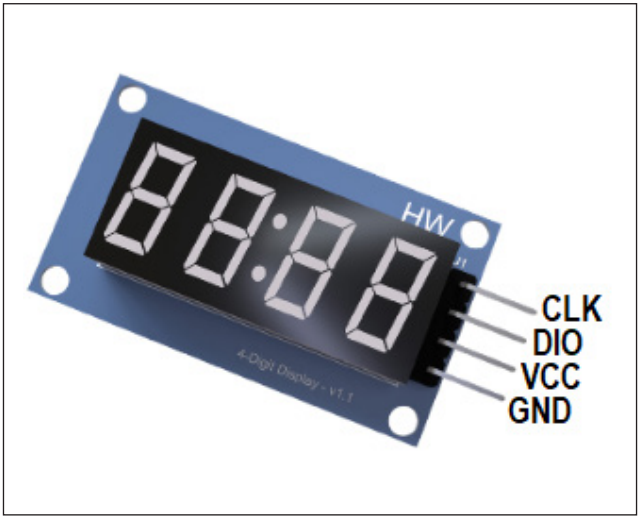 HW
CLK
DIO
VCC
GND
4-Digit Display - v1.1